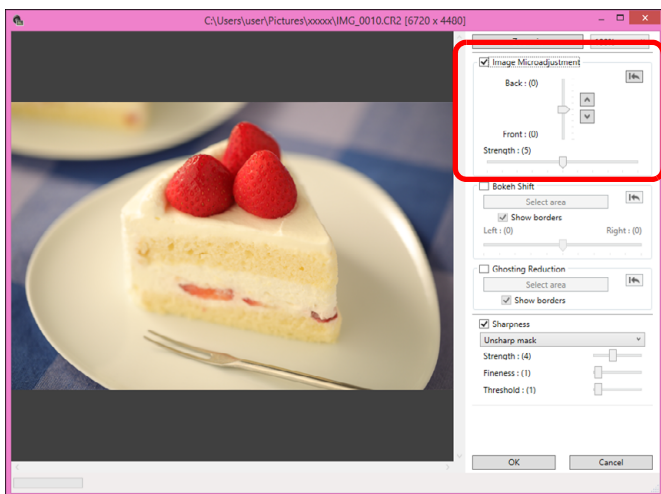 C:\Users\user\Pictures\xxxxx\IMG_0010.CR2 [6720 x 4480]
Image Microadjustment
Back : (0)
Front : (0)
Strength : (5)
Bokeh Shift
Select area
Show borders
Left : (0) Right : (0)
Ghosting Reduction
Select area
Show borders
Sharpness
Unsharp mask
Strength : (4)
Fineness : (1)
Threshold : (1)
OK Cancel